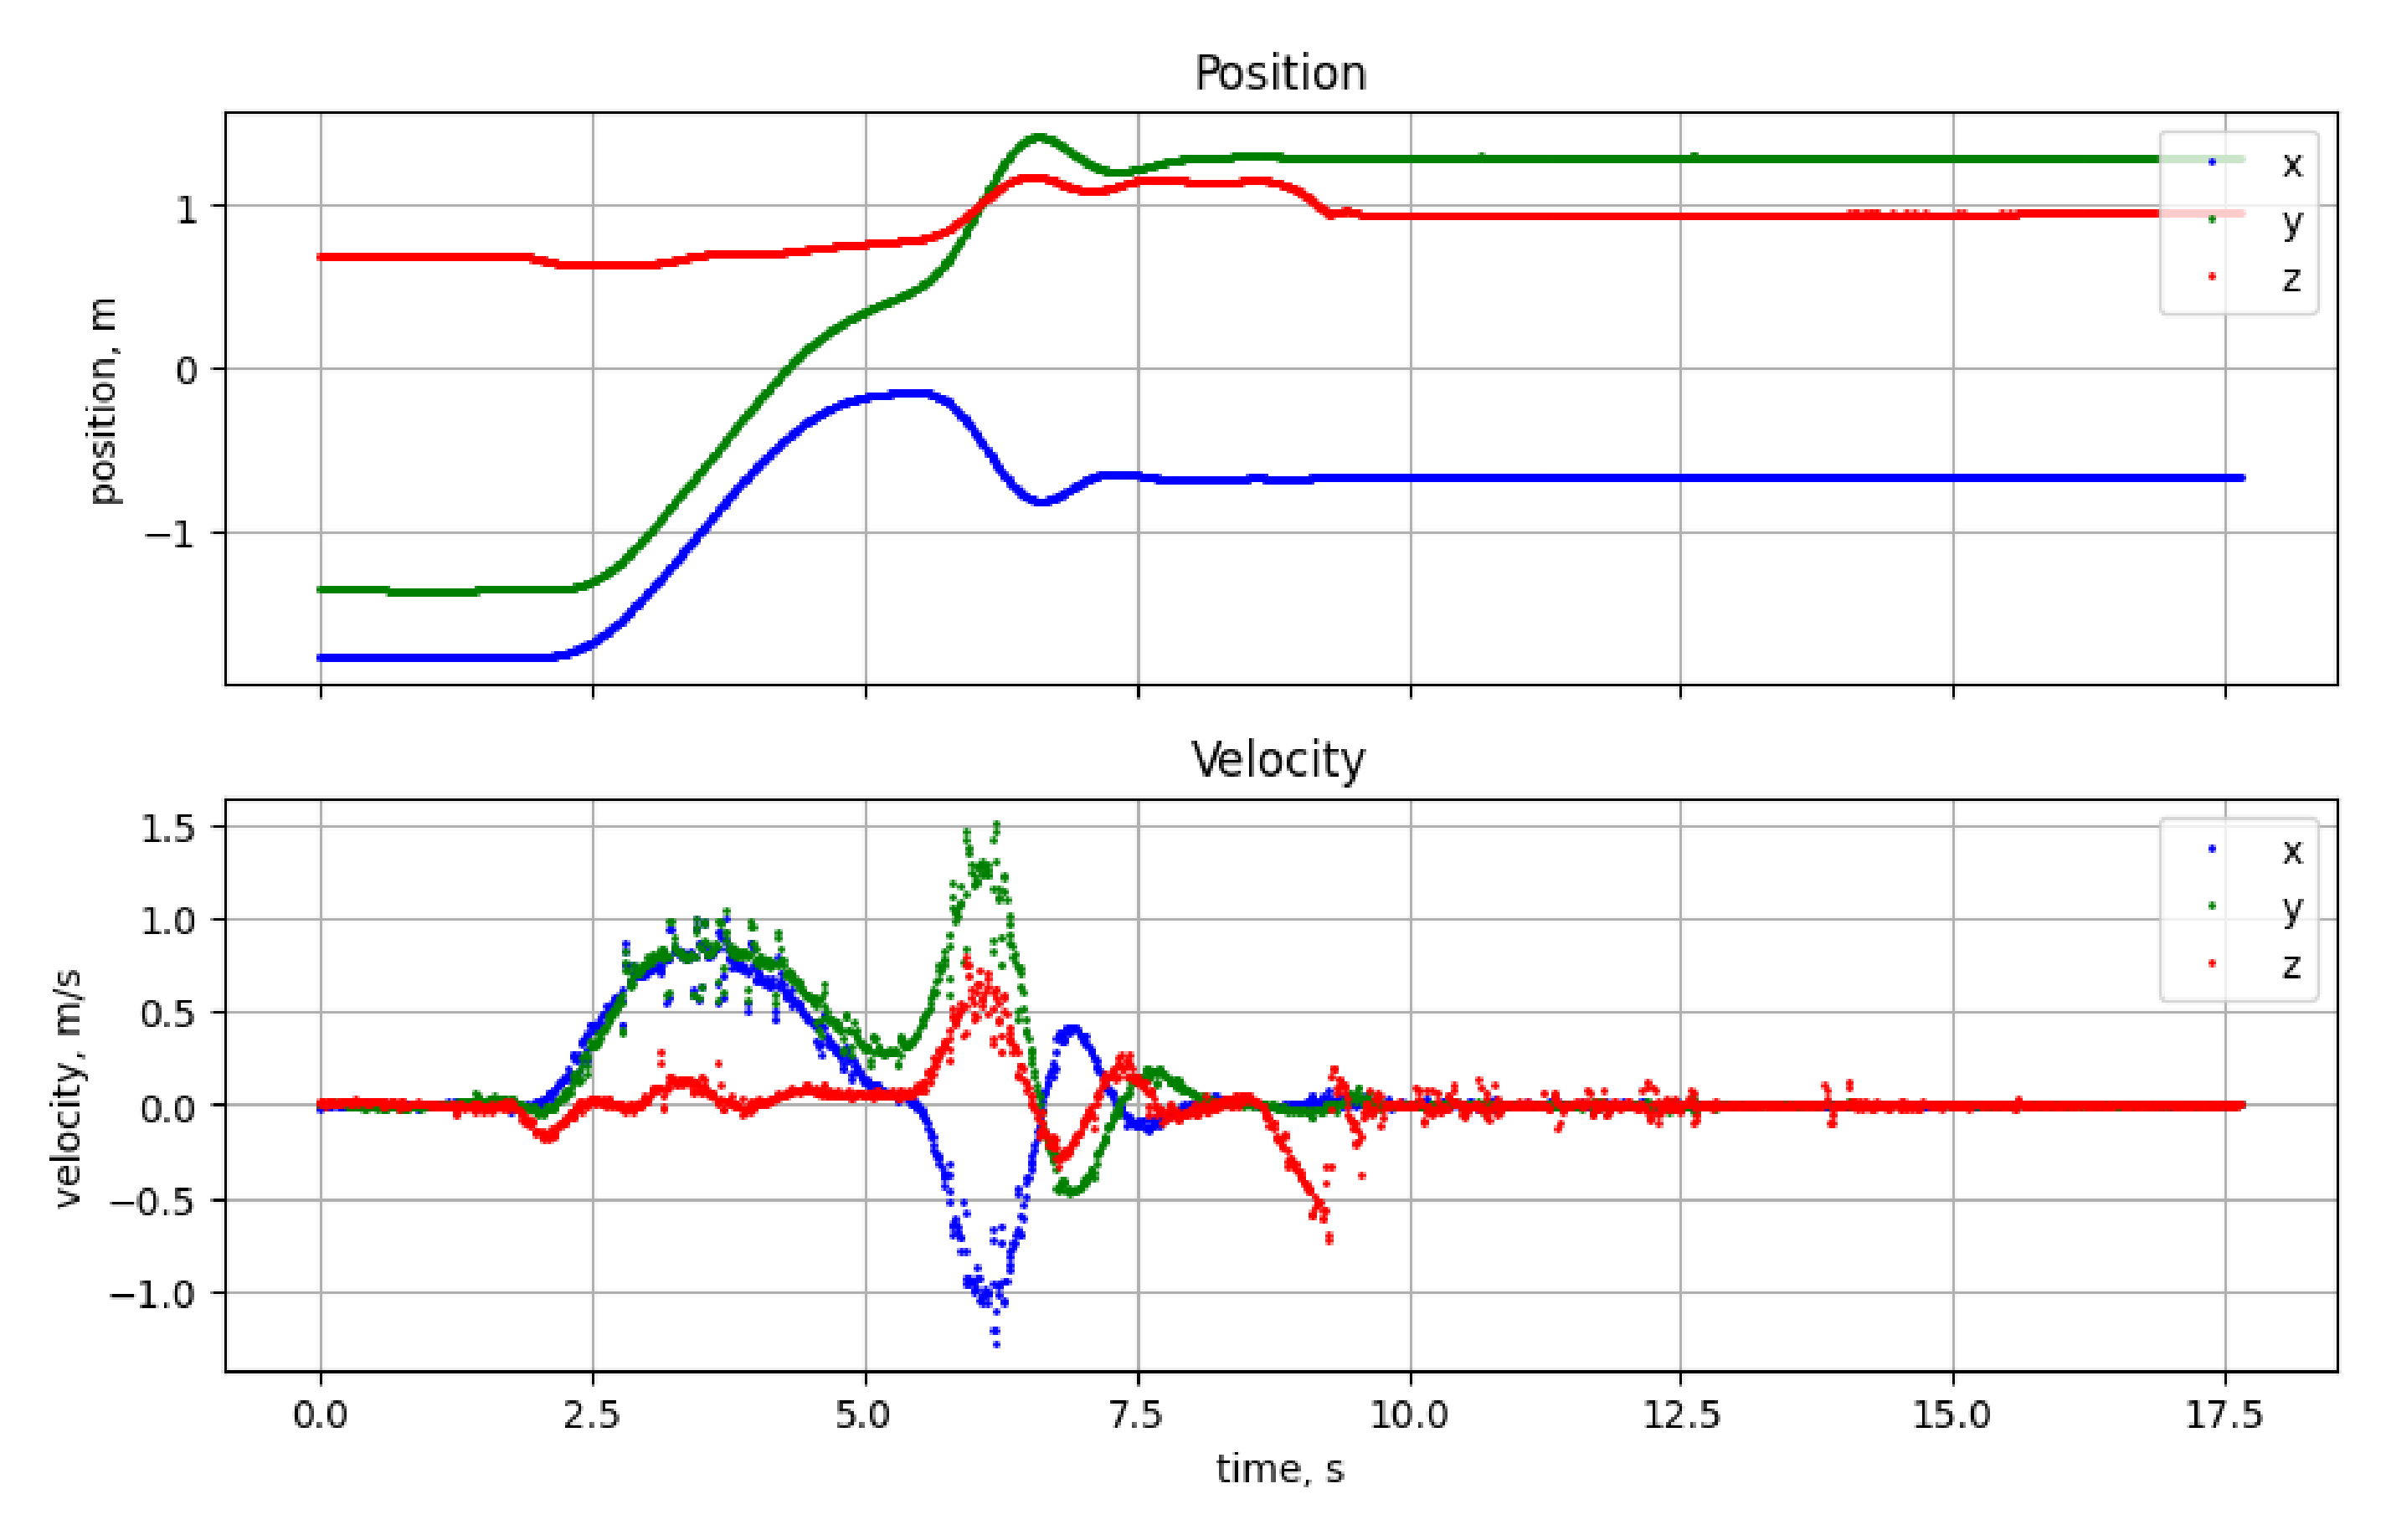 Position
position, m
1
0
−1
x
y
z
Velocity
velocity, m/s
1.5
1.0
0.5
0.0
−0.5
−1.0
x
y
z
0.0 2.5 5.0 7.5 10.0 12.5 15.0 17.5
time, s